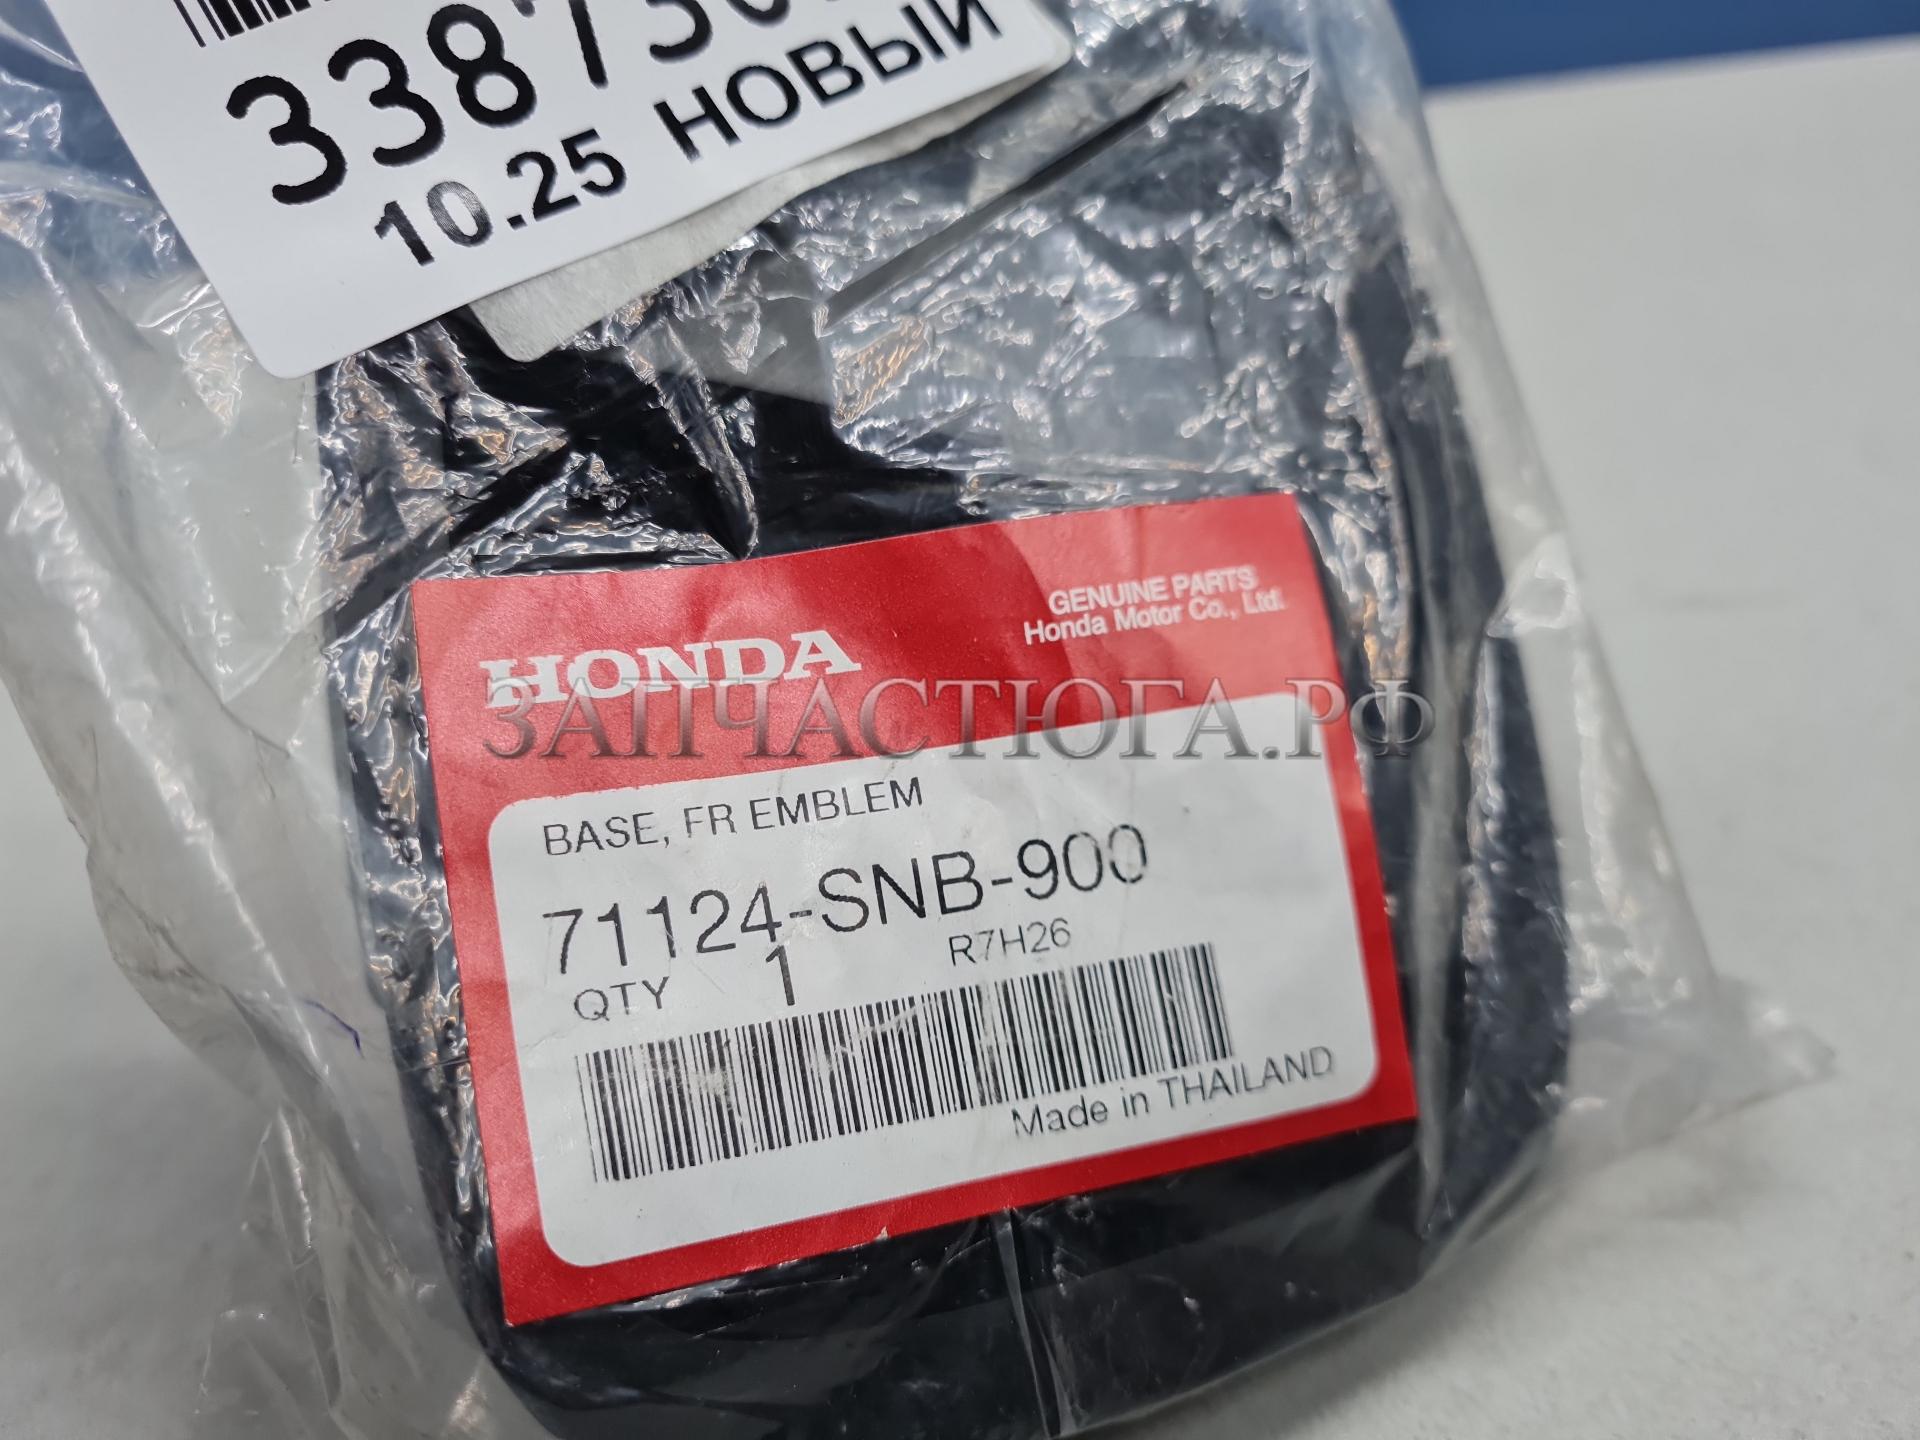 10.25 НОВЫЙ
HONDA
GENUINE PARTS
Honda Motor Co., Ltd.
ЗАПЧАСТЮГА.РФ
BASE, FR EMBLEM
71124-SNB-900
QTY 1 R7H26
Made in THAILAND